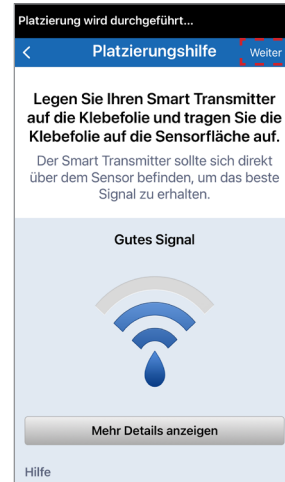 Platzierung wird durchgeführt...
Platzierungshilfe
Weiter
Legen Sie Ihren Smart Transmitter
auf die Klebefolie und tragen Sie die
Klebefolie auf die Sensorfläche auf.
Der Smart Transmitter sollte sich direkt
über dem Sensor befinden, um das beste
Signal zu erhalten.
Gutes Signal
Mehr Details anzeigen
Hilfe